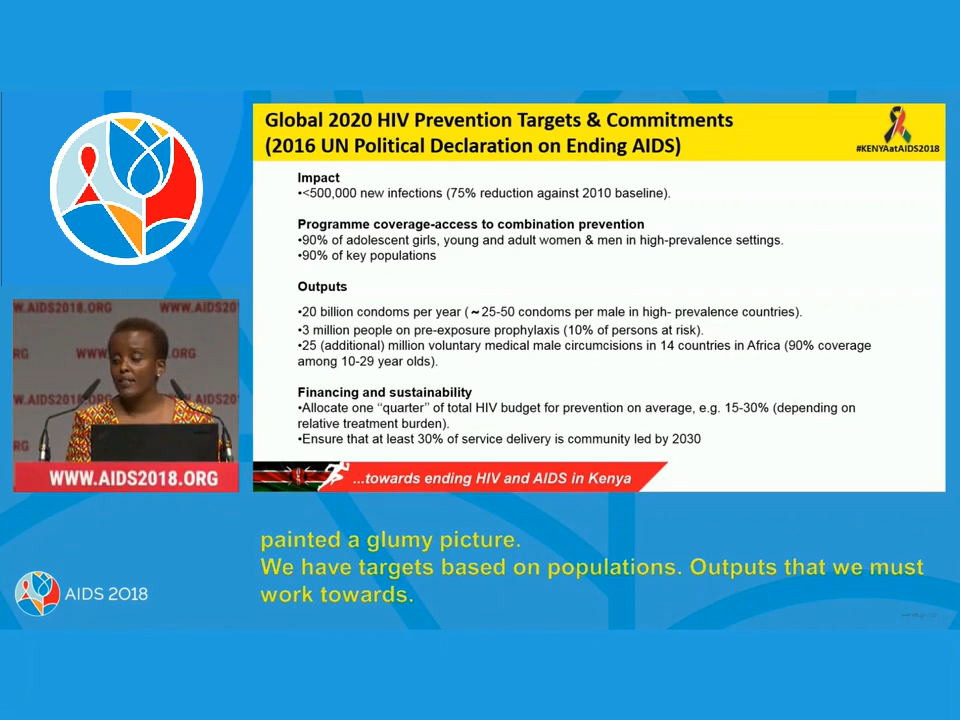 Global 2020 HIV Prevention Targets & Commitments
(2016 UN Political Declaration on Ending AIDS)
#KENYAatAIDS2018
Impact
•<500,000 new infections (75% reduction against 2010 baseline).
Programme coverage-access to combination prevention
•90% of adolescent girls, young and adult women & men in high-prevalence settings.
•90% of key populations
Outputs
•20 billion condoms per year (~25-50 condoms per male in high- prevalence countries).
•3 million people on pre-exposure prophylaxis (10% of persons at risk).
•25 (additional) million voluntary medical male circumcisions in 14 countries in Africa (90% coverage
among 10-29 year olds).
Financing and sustainability
•Allocate one “quarter” of total HIV budget for prevention on average, e.g. 15-30% (depending on
relative treatment burden).
•Ensure that at least 30% of service delivery is community led by 2030
...towards ending HIV and AIDS in Kenya
W.AIDS2018.ORG WWW.AIDS20
RG WWW.A
W.AIDS2018.O
WWW.AIDS2018.ORG
painted a glumy picture.
We have targets based on populations. Outputs that we must
work towards.
AIDS 2018